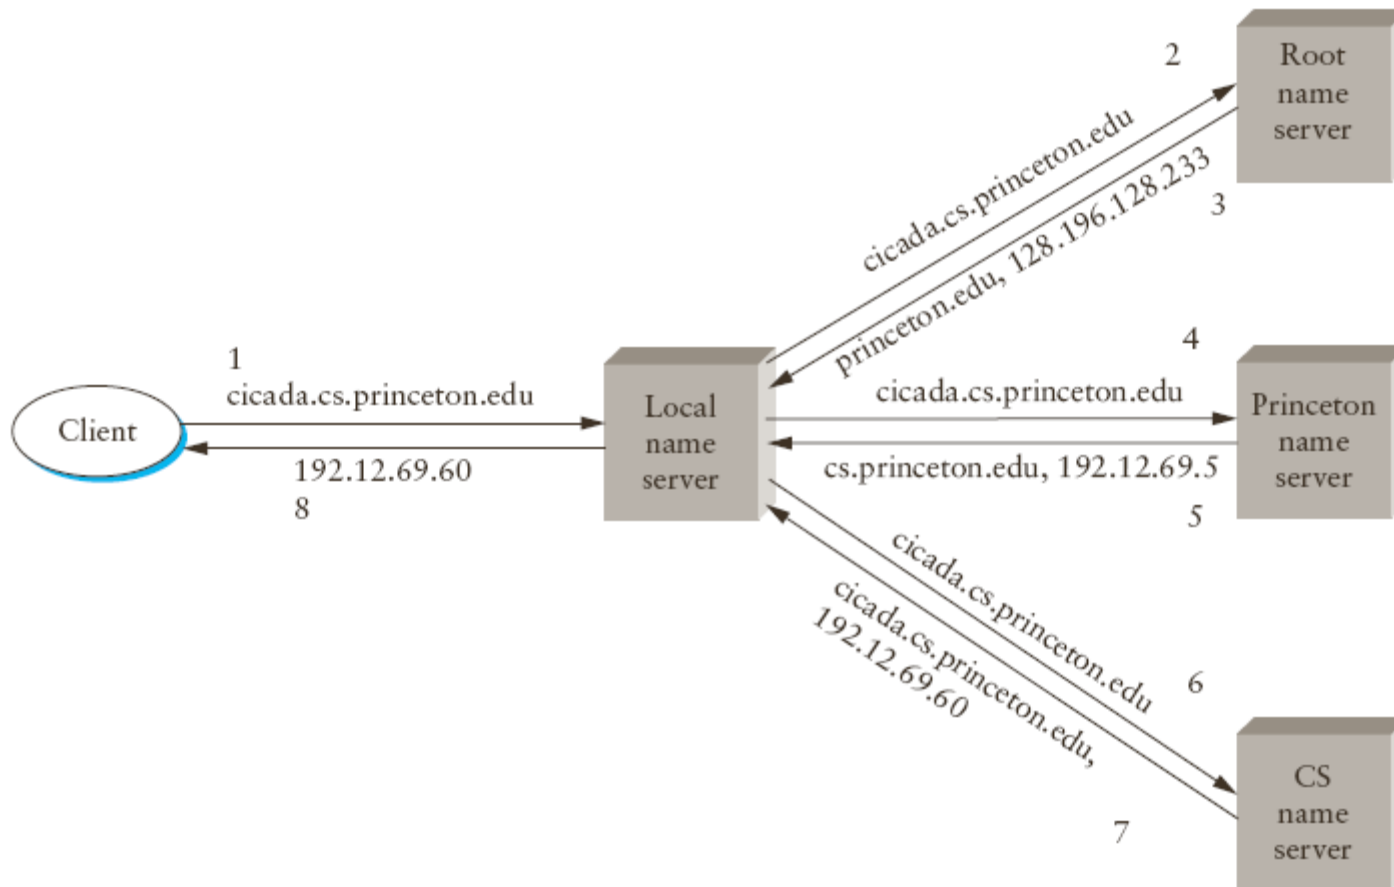 2
Root
name
server
cicada.cs.princeton.edu
princeton.edu, 128.196.128.233
3
1
cicada.cs.princeton.edu
Client
192.12.69.60
8
Local
name
server
4
cicada.cs.princeton.edu
cs.princeton.edu, 192.12.69.5
5
Princeton
name
server
cicada.cs.princeton.edu
6
cicada.cs.princeton.edu,
192.12.69.60
7
CS
name
server